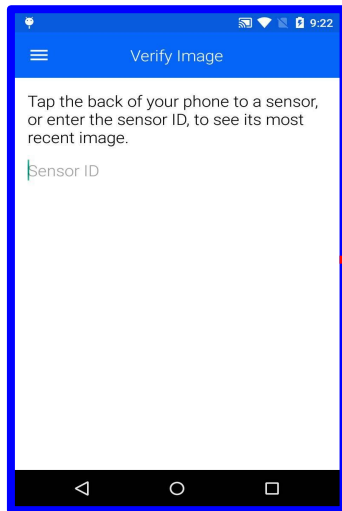 9:22
Verify Image
Tap the back of your phone to a sensor,
or enter the sensor ID, to see its most
recent image.
Sensor ID